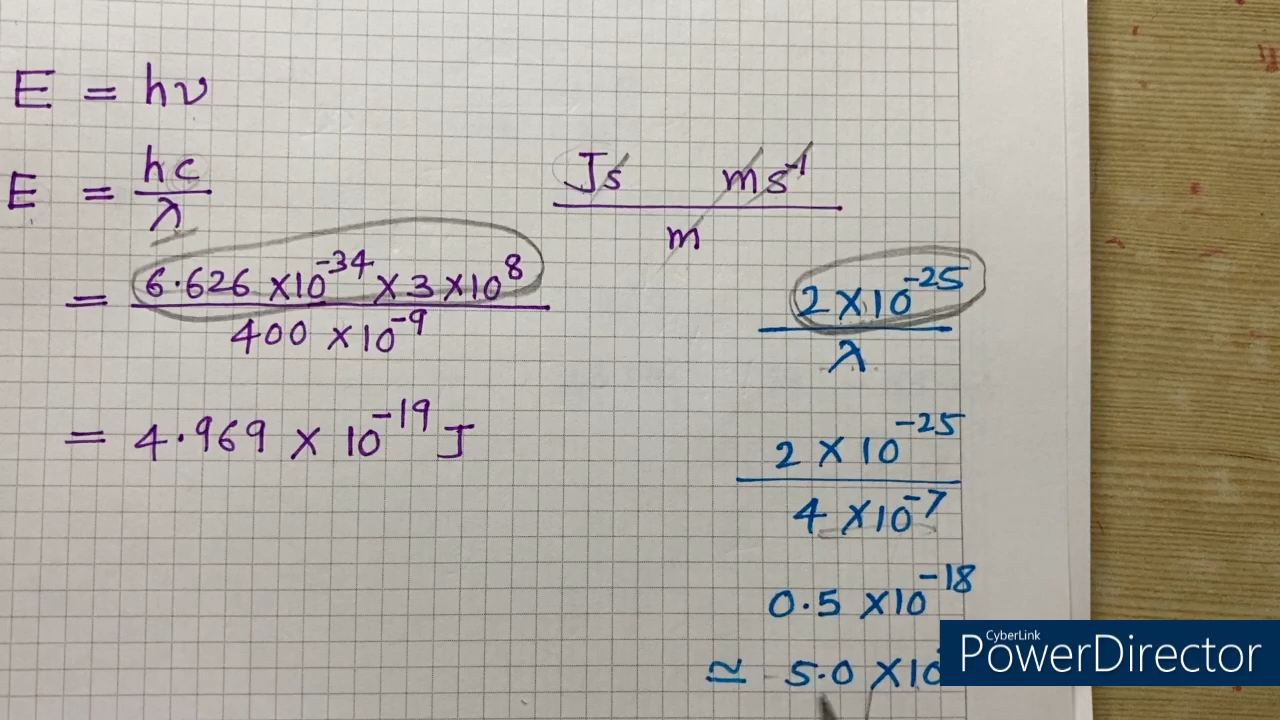 E = hν
E = hc/λ
= 6.626 ×10⁻³⁴ × 3 ×10⁸ / 400 ×10⁻⁹
= 4.969 × 10⁻¹⁹ J
Js ms⁻¹ / m
2 × 10⁻²⁵ / λ
2 × 10⁻²⁵ / 4 ×10⁻⁷
0.5 ×10⁻¹⁸
≃ 5.0 ×10
CyberLink
PowerDirector